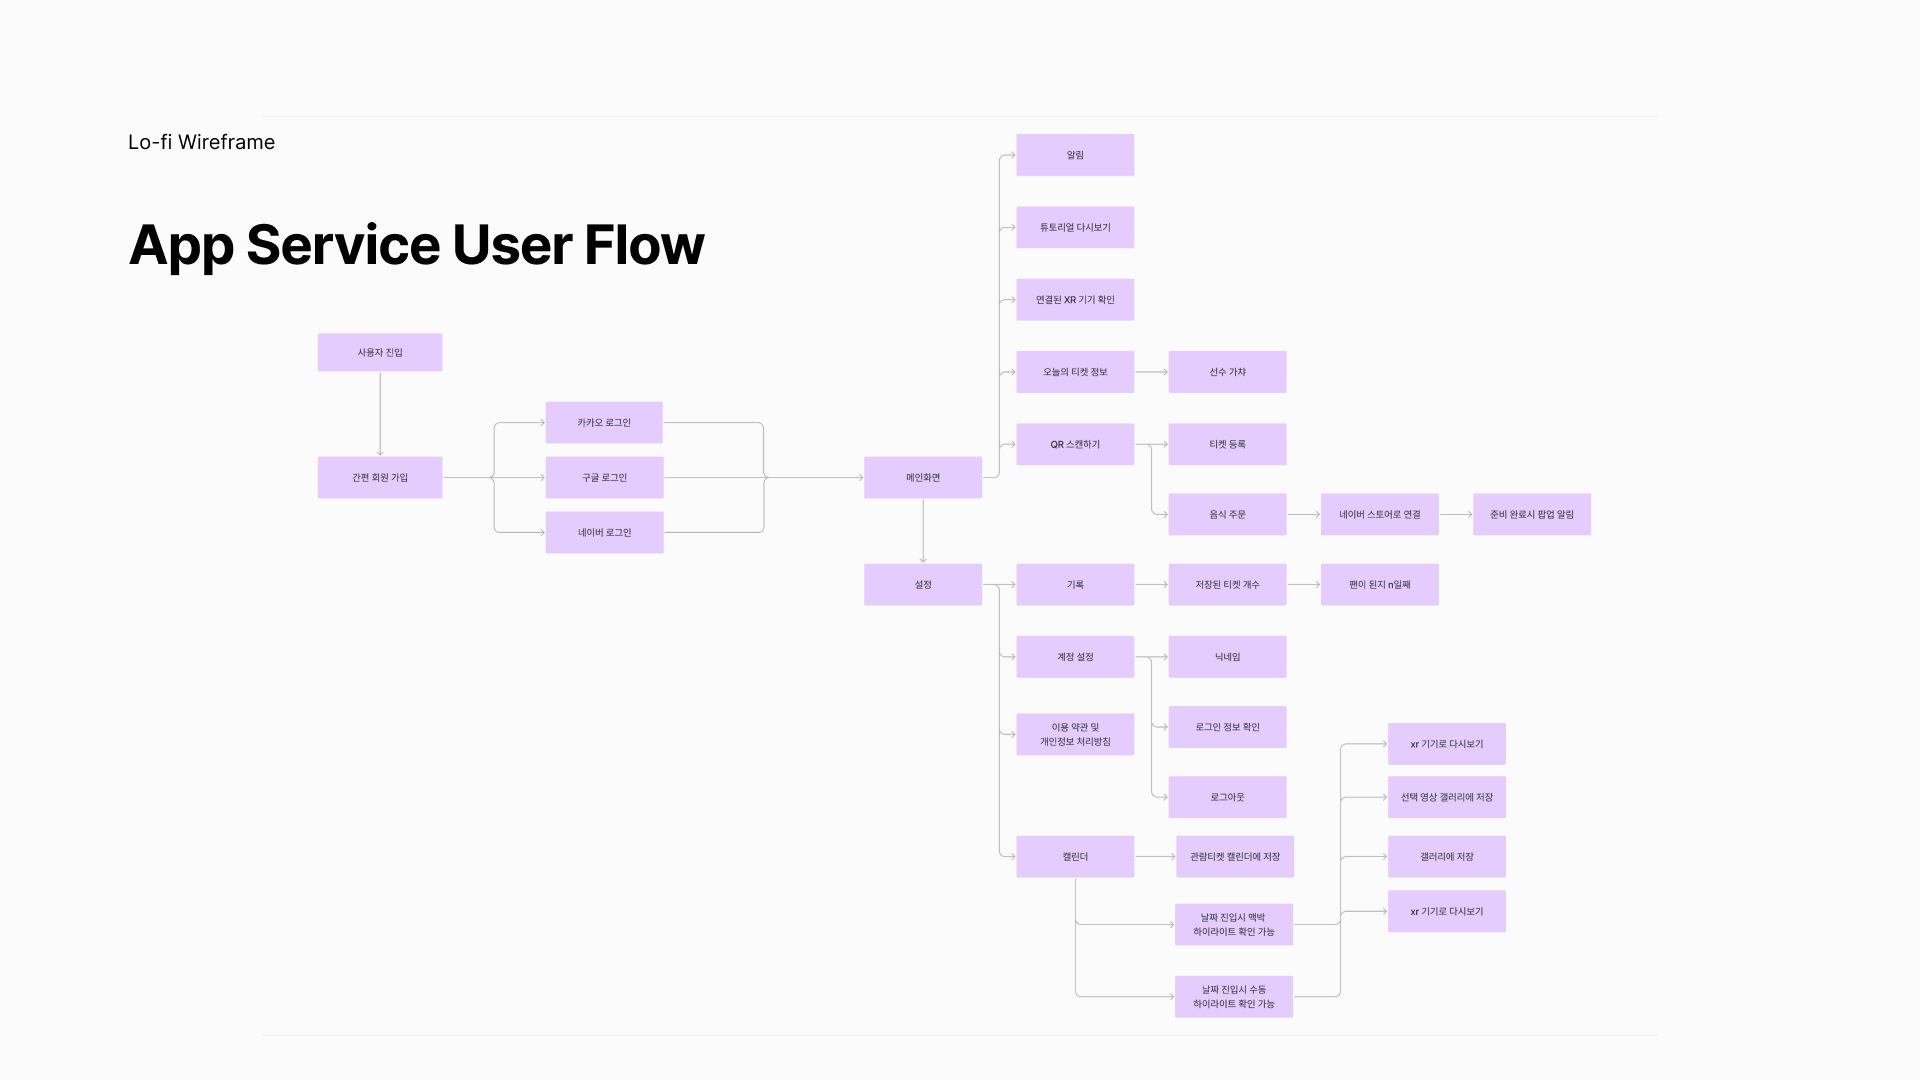 Lo-fi Wireframe
App Service User Flow
사용자 진입
간편 회원 가입
카카오 로그인
구글 로그인
네이버 로그인
메인화면
알림
튜토리얼 다시보기
연결된 XR 기기 확인
오늘의 티켓 정보
선수 가챠
QR 스캔하기
티켓 등록
음식 주문
네이버 스토어로 연결
준비 완료시 팝업 알림
설정
기록
저장된 티켓 개수
팬이 된지 n일째
계정 설정
닉네임
로그인 정보 확인
로그아웃
이용 약관 및
개인정보 처리방침
캘린더
관람티켓 캘린더에 저장
날짜 진입시 맥박
하이라이트 확인 가능
날짜 진입시 수동
하이라이트 확인 가능
xr 기기로 다시보기
선택 영상 갤러리에 저장
갤러리에 저장
xr 기기로 다시보기